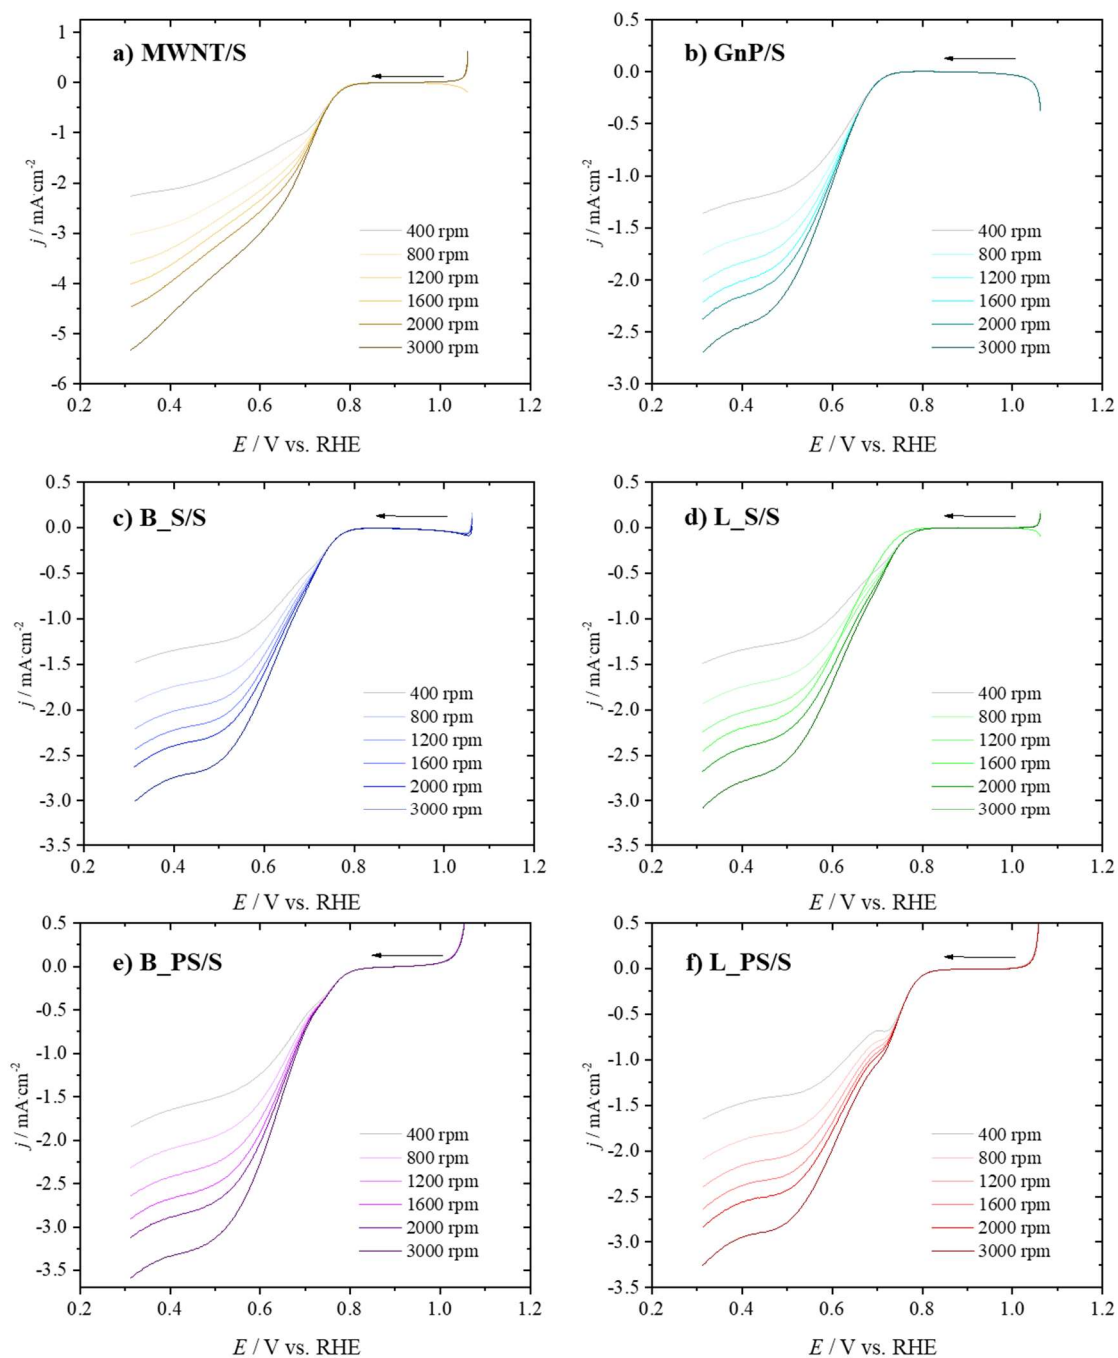 a) MWNT/S
1
0
-1
-2
-3
-4
-5
-6
j / mA·cm-2
400 rpm
800 rpm
1200 rpm
1600 rpm
2000 rpm
3000 rpm
0.2 0.4 0.6 0.8 1.0 1.2
E / V vs. RHE
b) GnP/S
0.5
0.0
-0.5
-1.0
-1.5
-2.0
-2.5
-3.0
j / mA·cm-2
400 rpm
800 rpm
1200 rpm
1600 rpm
2000 rpm
3000 rpm
0.2 0.4 0.6 0.8 1.0 1.2
E / V vs. RHE
c) B_S/S
0.5
0.0
-0.5
-1.0
-1.5
-2.0
-2.5
-3.0
-3.5
j / mA·cm-2
400 rpm
800 rpm
1200 rpm
1600 rpm
2000 rpm
3000 rpm
0.2 0.4 0.6 0.8 1.0 1.2
E / V vs. RHE
d) L_S/S
0.5
0.0
-0.5
-1.0
-1.5
-2.0
-2.5
-3.0
-3.5
j / mA·cm-2
400 rpm
800 rpm
1200 rpm
1600 rpm
2000 rpm
3000 rpm
0.2 0.4 0.6 0.8 1.0 1.2
E / V vs. RHE
e) B_PS/S
0.5
0.0
-0.5
-1.0
-1.5
-2.0
-2.5
-3.0
-3.5
j / mA·cm-2
400 rpm
800 rpm
1200 rpm
1600 rpm
2000 rpm
3000 rpm
0.2 0.4 0.6 0.8 1.0 1.2
E / V vs. RHE
f) L_PS/S
0.5
0.0
-0.5
-1.0
-1.5
-2.0
-2.5
-3.0
-3.5
j / mA·cm-2
400 rpm
800 rpm
1200 rpm
1600 rpm
2000 rpm
3000 rpm
0.2 0.4 0.6 0.8 1.0 1.2
E / V vs. RHE